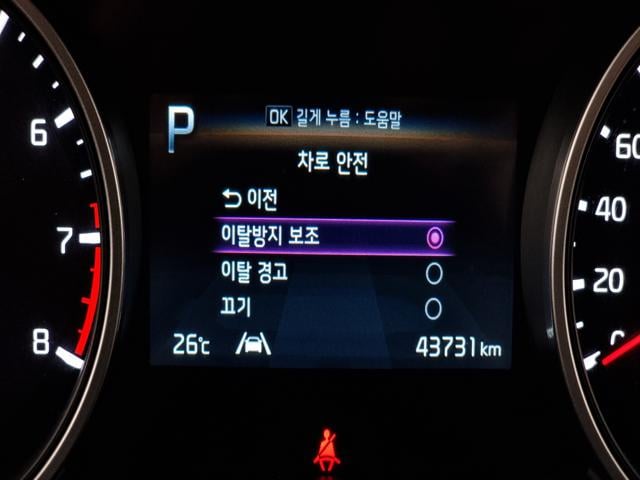 P
OK 길게 누름 : 도움말
차로 안전
이전
이탈방지 보조
이탈 경고
끄기
26℃ 43731 km
6
7
8
60
40
20
0